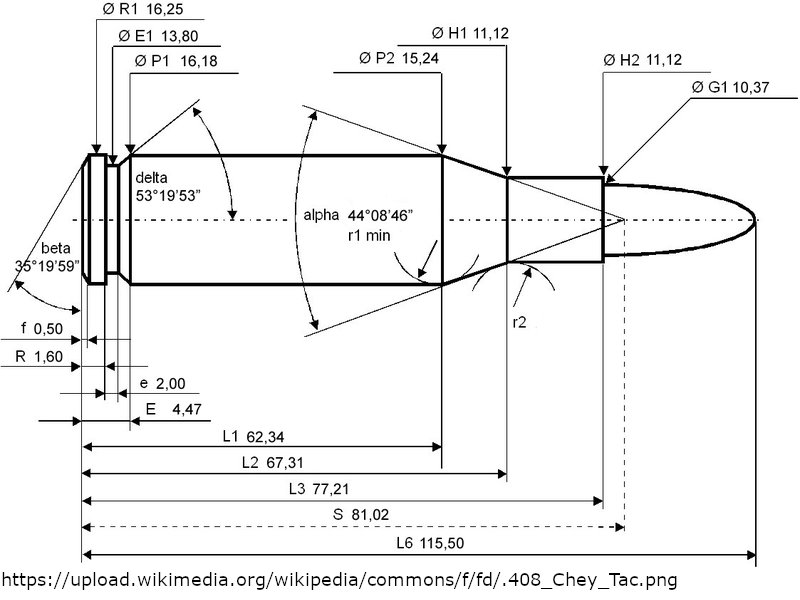 Ø R1 16,25
Ø E1 13,80
Ø P1 16,18
Ø P2 15,24
Ø H1 11,12
Ø H2 11,12
Ø G1 10,37
delta
53°19'53"
alpha 44°08'46"
r1 min
beta
35°19'59"
r2
f 0,50
R 1,60
e 2,00
E 4,47
L1 62,34
L2 67,31
L3 77,21
S 81,02
L6 115,50
https://upload.wikimedia.org/wikipedia/commons/f/fd/.408_Chey_Tac.png